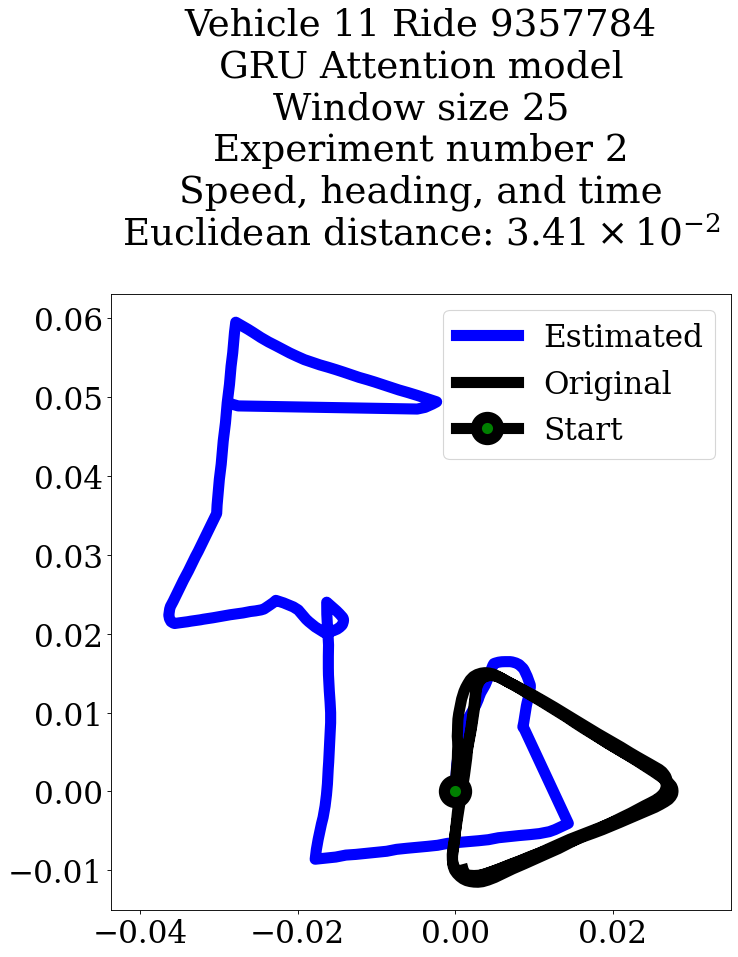 Vehicle 11 Ride 9357784
GRU Attention model
Window size 25
Experiment number 2
Speed, heading, and time
Euclidean distance: 3.41 × 10⁻²
0.06
0.05
0.04
0.03
0.02
0.01
0.00
−0.01
Estimated
Original
Start
−0.04
−0.02
0.00
0.02